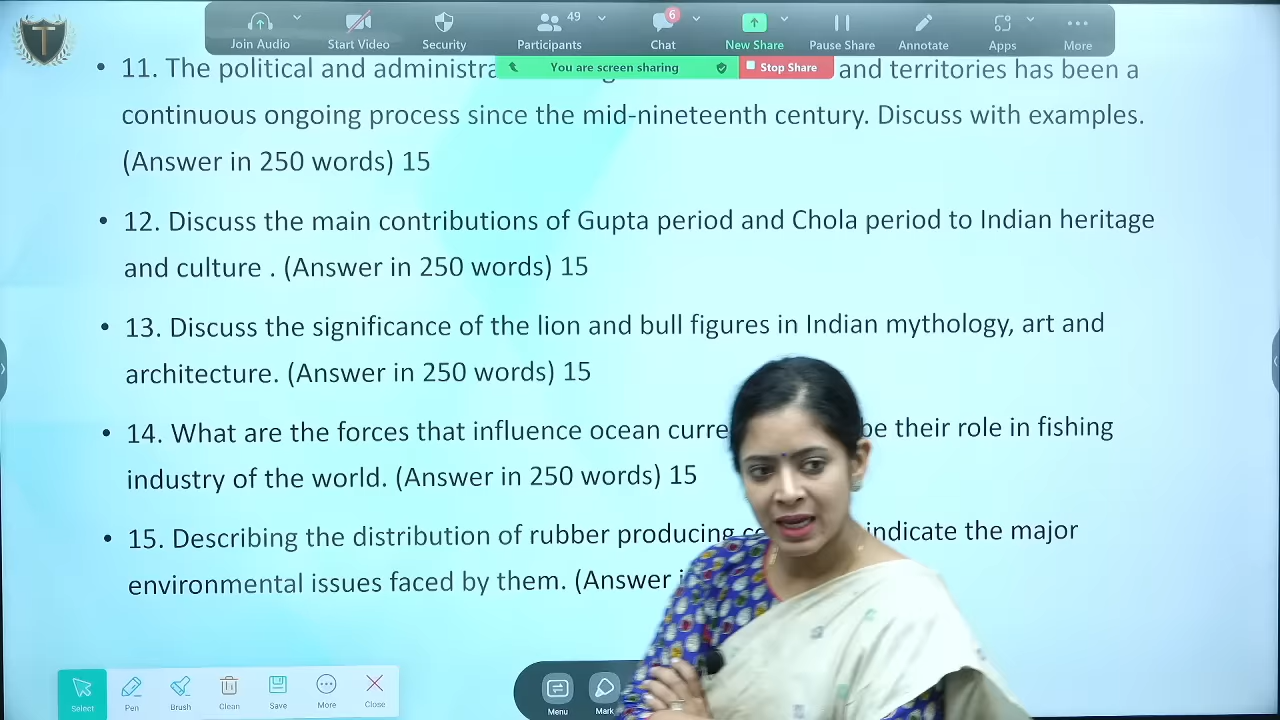 T
49
6
Join Audio Start Video Security Participants Chat New Share Pause Share Annotate Apps More
You are screen sharing Stop Share
• 11. The political and and territories has been a
continuous ongoing process since the mid-nineteenth century. Discuss with examples.
(Answer in 250 words) 15
• 12. Discuss the main contributions of Gupta period and Chola period to Indian heritage
and culture . (Answer in 250 words) 15
• 13. Discuss the significance of the lion and bull figures in Indian mythology, art and
architecture. (Answer in 250 words) 15
• 14. What are the forces that influence ocean their role in fishing
industry of the world. (Answer in 250 words) 15
• 15. Describing the distribution of rubber producing indicate the major
environmental issues faced by them. (Answer
Select Pen Brush Clean Save More Close
Menu Mark